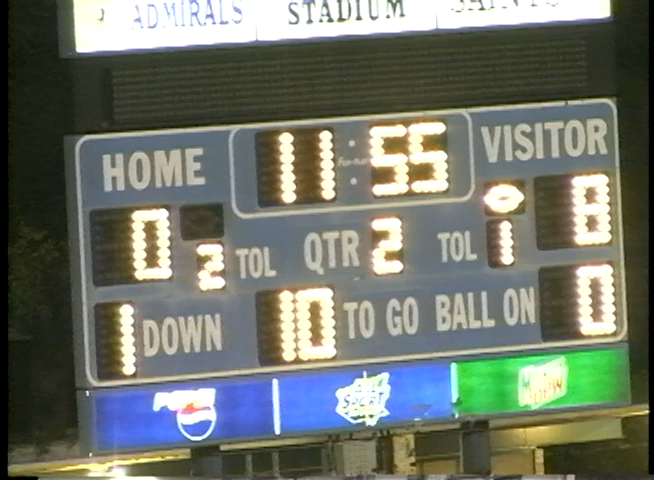 ADMIRALS STADIUM
HOME 11:55 VISITOR
0 2 TOL QTR 2 TOL 1 8
1 DOWN 10 TO GO BALL ON 0
PEPSI